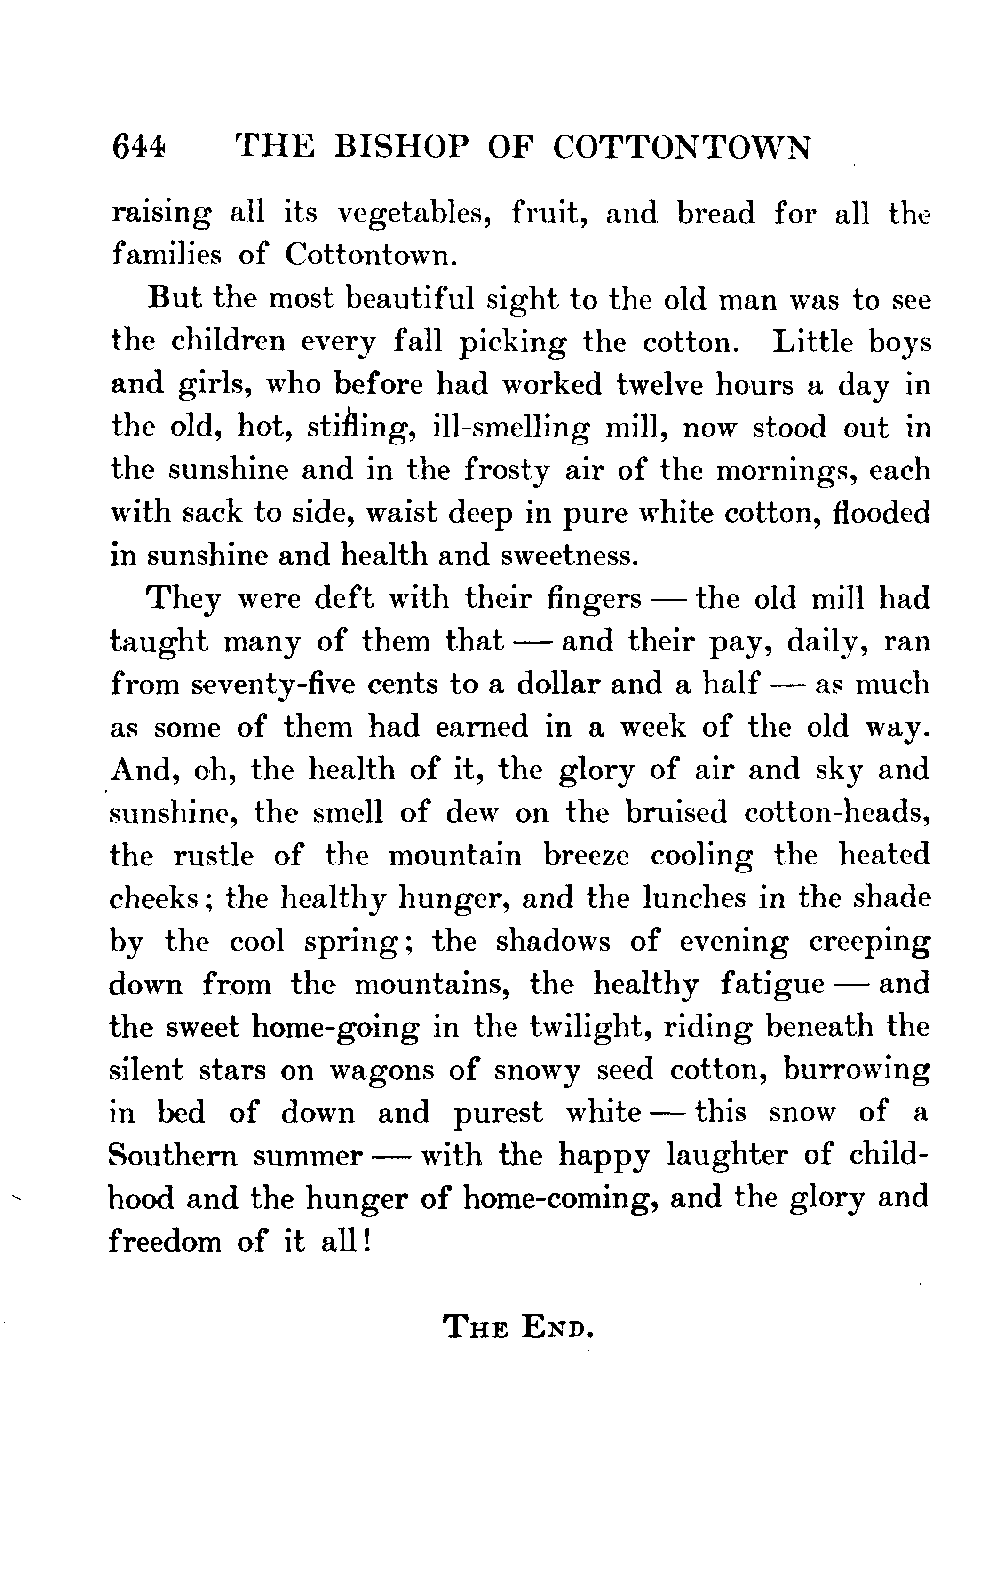 644 THE BISHOP OF COTTONTOWN
raising all its vegetables, fruit, and bread for all the
families of Cottontown.
But the most beautiful sight to the old man was to see
the children every fall picking the cotton. Little boys
and girls, who before had worked twelve hours a day in
the old, hot, stifling, ill-smelling mill, now stood out in
the sunshine and in the frosty air of the mornings, each
with sack to side, waist deep in pure white cotton, flooded
in sunshine and health and sweetness.
They were deft with their fingers — the old mill had
taught many of them that — and their pay, daily, ran
from seventy-five cents to a dollar and a half — as much
as some of them had earned in a week of the old way.
And, oh, the health of it, the glory of air and sky and
sunshine, the smell of dew on the bruised cotton-heads,
the rustle of the mountain breeze cooling the heated
cheeks; the healthy hunger, and the lunches in the shade
by the cool spring; the shadows of evening creeping
down from the mountains, the healthy fatigue — and
the sweet home-going in the twilight, riding beneath the
silent stars on wagons of snowy seed cotton, burrowing
in bed of down and purest white — this snow of a
Southern summer — with the happy laughter of child-
hood and the hunger of home-coming, and the glory and
freedom of it all!
THE END.